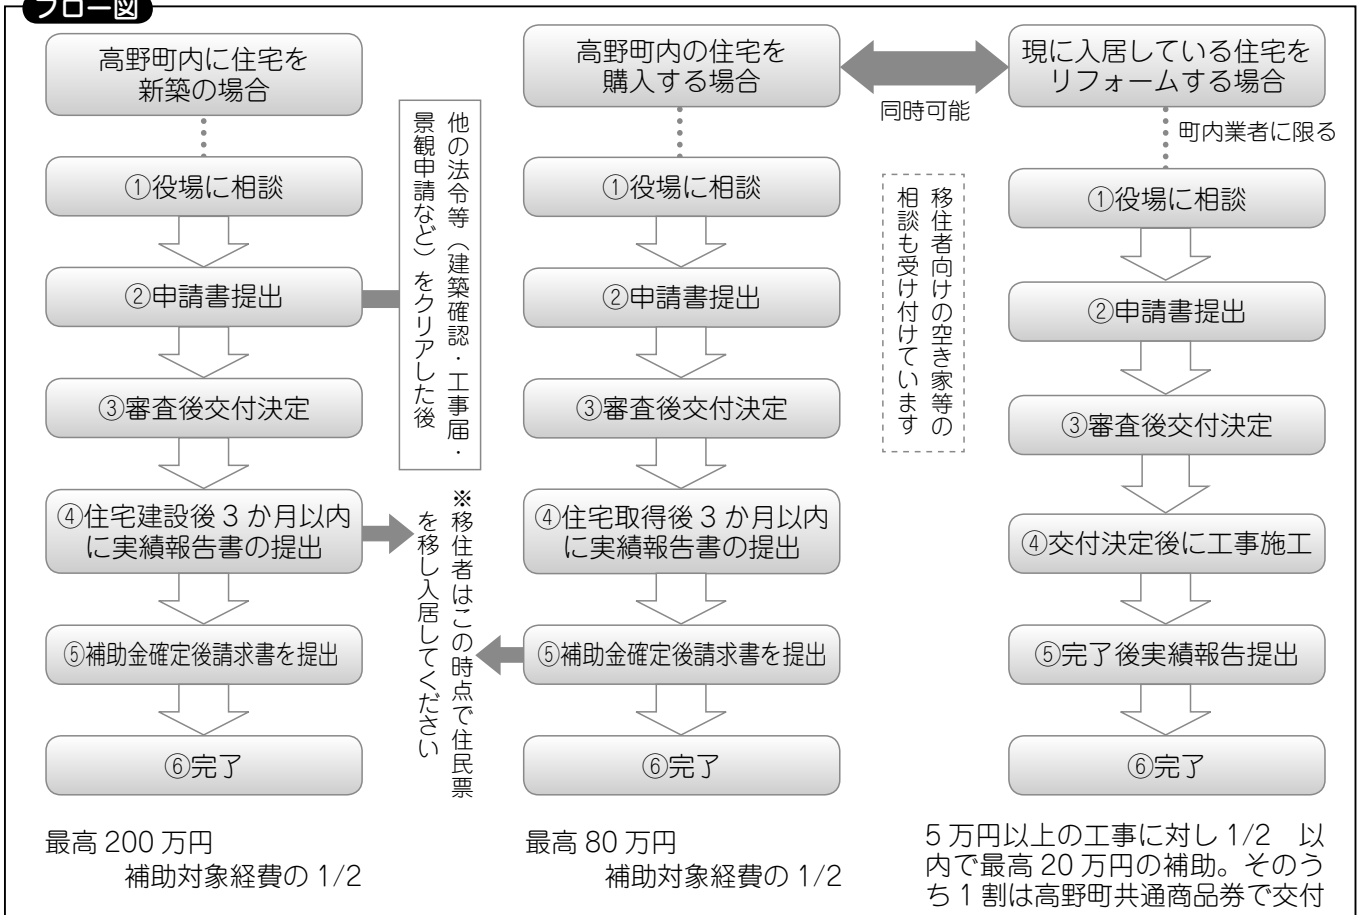 フロー図
高野町内に住宅を
新築の場合
①役場に相談
②申請書提出
他の法令等（建築確認・工事届・
景観申請など）をクリアした後
③審査後交付決定
④住宅建設後3か月以内
に実績報告書の提出
※移住者はこの時点で住民票
を移し入居してください
⑤補助金確定後請求書を提出
⑥完了
最高200万円
補助対象経費の1/2
高野町内の住宅を
購入する場合
①役場に相談
②申請書提出
③審査後交付決定
④住宅取得後3か月以内
に実績報告書の提出
⑤補助金確定後請求書を提出
⑥完了
最高80万円
補助対象経費の1/2
同時可能
移住者向けの空き家等の
相談も受け付けています
現に入居している住宅を
リフォームする場合
町内業者に限る
①役場に相談
②申請書提出
③審査後交付決定
④交付決定後に工事施工
⑤完了後実績報告提出
⑥完了
5万円以上の工事に対し1/2　以
内で最高20万円の補助。そのう
ち1割は高野町共通商品券で交付